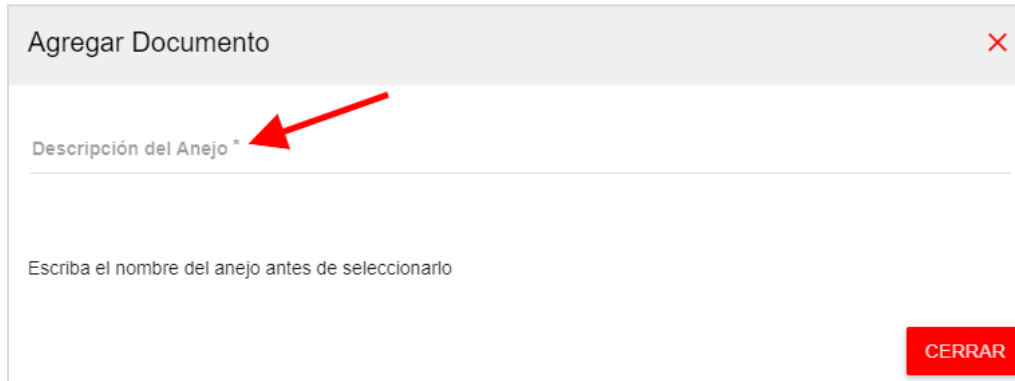 Agregar Documento
Descripción del Anejo *
Escriba el nombre del anejo antes de seleccionarlo
CERRAR